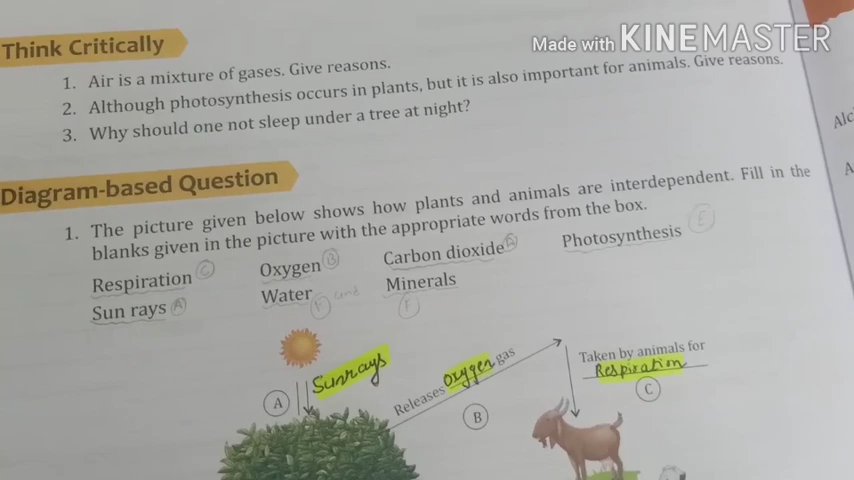 Made with KINEMASTER
Think Critically
1. Air is a mixture of gases. Give reasons.
2. Although photosynthesis occurs in plants, but it is also important for animals. Give reasons.
3. Why should one not sleep under a tree at night?
Alc
A
Diagram-based Question
1. The picture given below shows how plants and animals are interdependent. Fill in the
blanks given in the picture with the appropriate words from the box.
Respiration C Oxygen B Carbon dioxide Photosynthesis E
Sun rays A Water F and Minerals F
A Sunrays
Releases Oxygen gas
B
Taken by animals for
Respiration
C